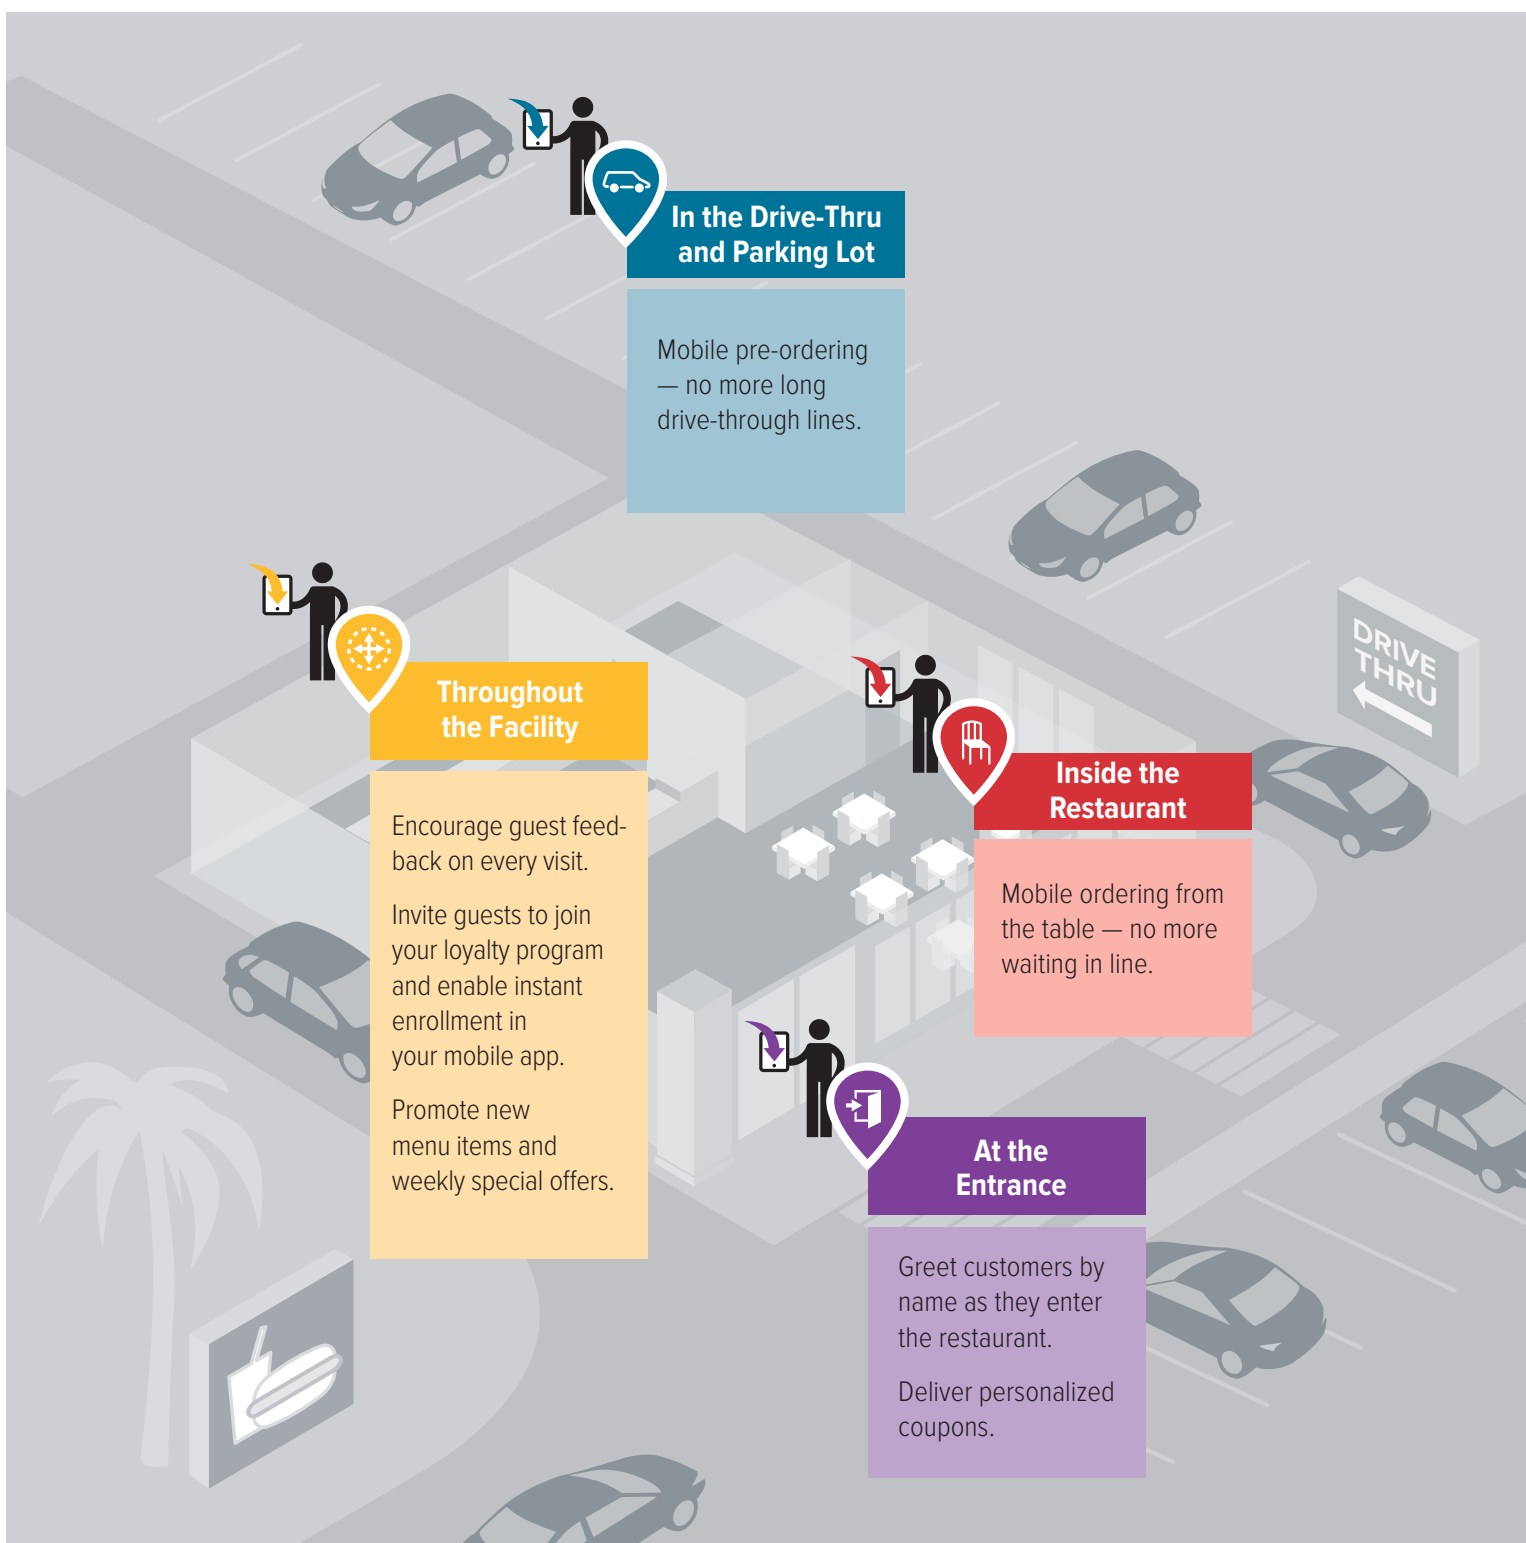 In the Drive-Thru
and Parking Lot
Mobile pre-ordering
— no more long
drive-through lines.
Throughout
the Facility
Encourage guest feed-
back on every visit.
Invite guests to join
your loyalty program
and enable instant
enrollment in
your mobile app.
Promote new
menu items and
weekly special offers.
DRIVE
THRU
Inside the
Restaurant
Mobile ordering from
the table — no more
waiting in line.
At the
Entrance
Greet customers by
name as they enter
the restaurant.
Deliver personalized
coupons.